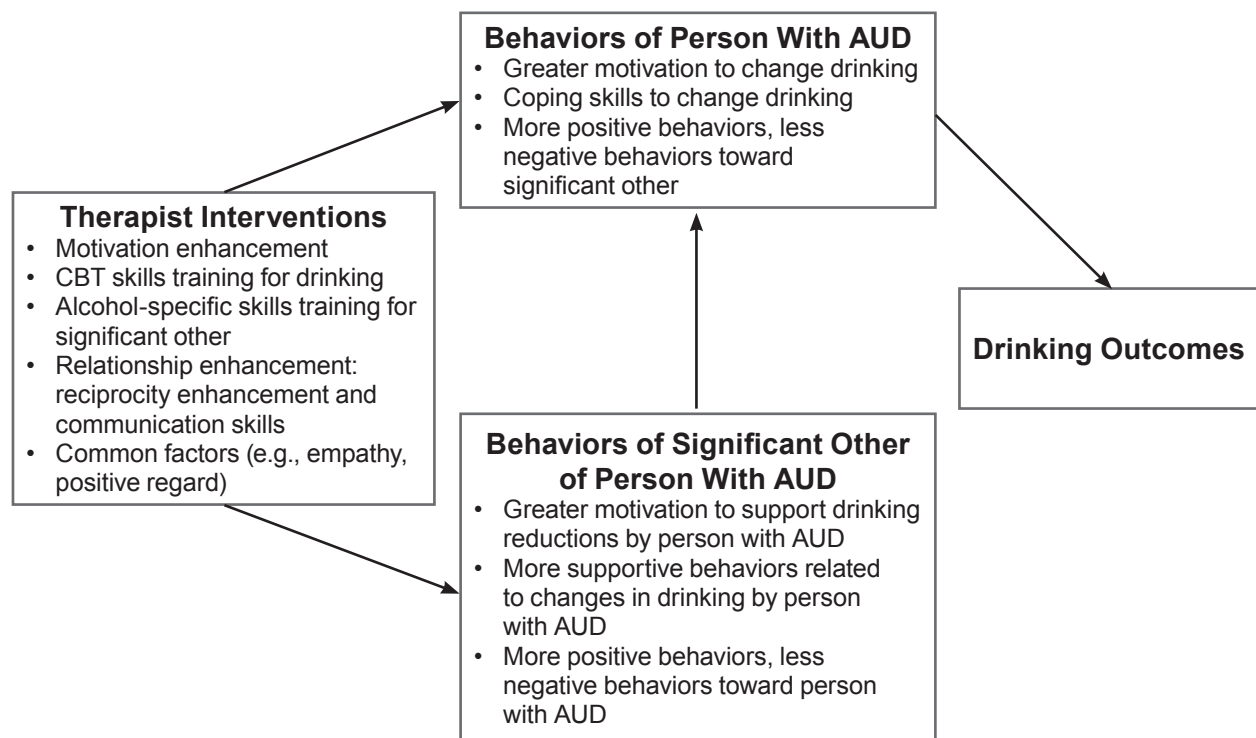 Behaviors of Person With AUD
• Greater motivation to change drinking
• Coping skills to change drinking
• More positive behaviors, less
negative behaviors toward
significant other
Therapist Interventions
• Motivation enhancement
• CBT skills training for drinking
• Alcohol-specific skills training for
significant other
• Relationship enhancement:
reciprocity enhancement and
communication skills
• Common factors (e.g., empathy,
positive regard)
Behaviors of Significant Other
of Person With AUD
• Greater motivation to support drinking
reductions by person with AUD
• More supportive behaviors related
to changes in drinking by person
with AUD
• More positive behaviors, less
negative behaviors toward person
with AUD
Drinking Outcomes